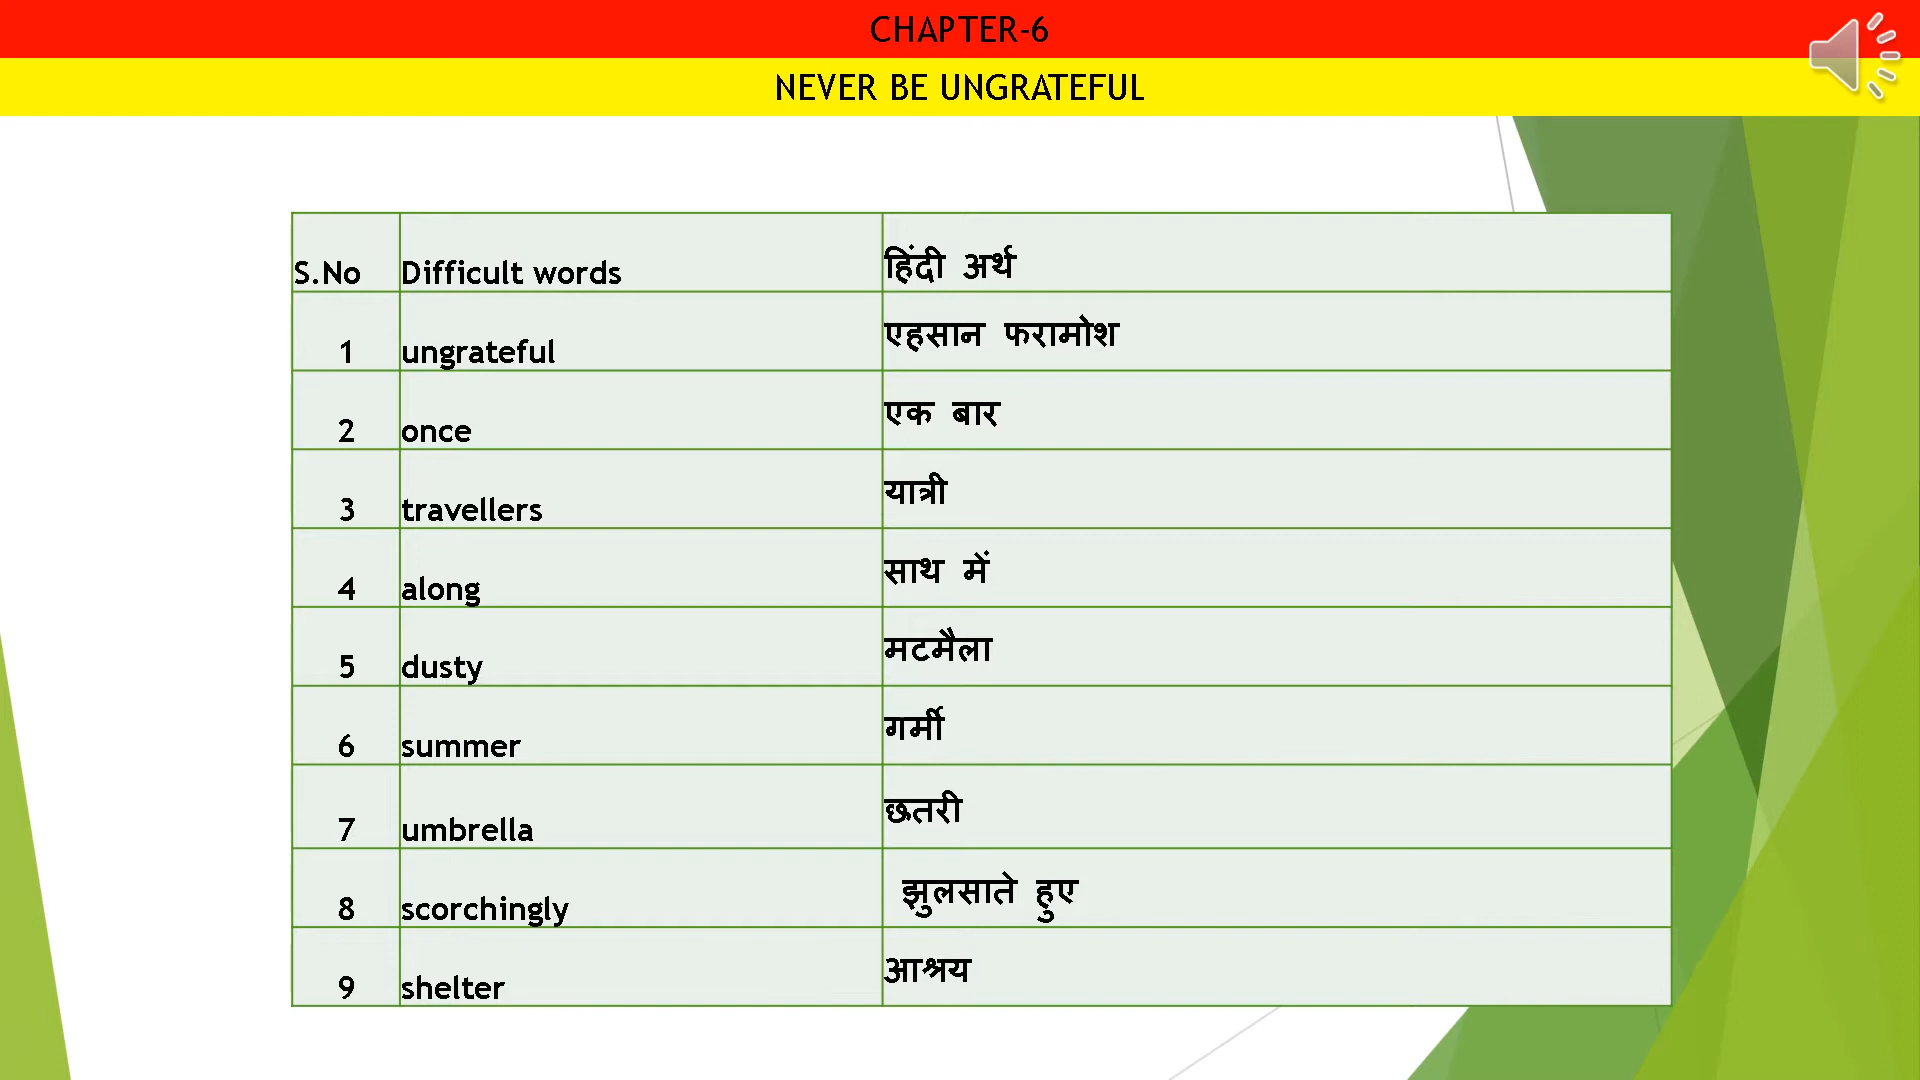 CHAPTER-6
NEVER BE UNGRATEFUL
S.No Difficult words हिंदी अर्थ
1 ungrateful एहसान फरामोश
2 once एक बार
3 travellers यात्री
4 along साथ में
5 dusty मटमैला
6 summer गर्मी
7 umbrella छतरी
8 scorchingly झुलसाते हुए
9 shelter आश्रय